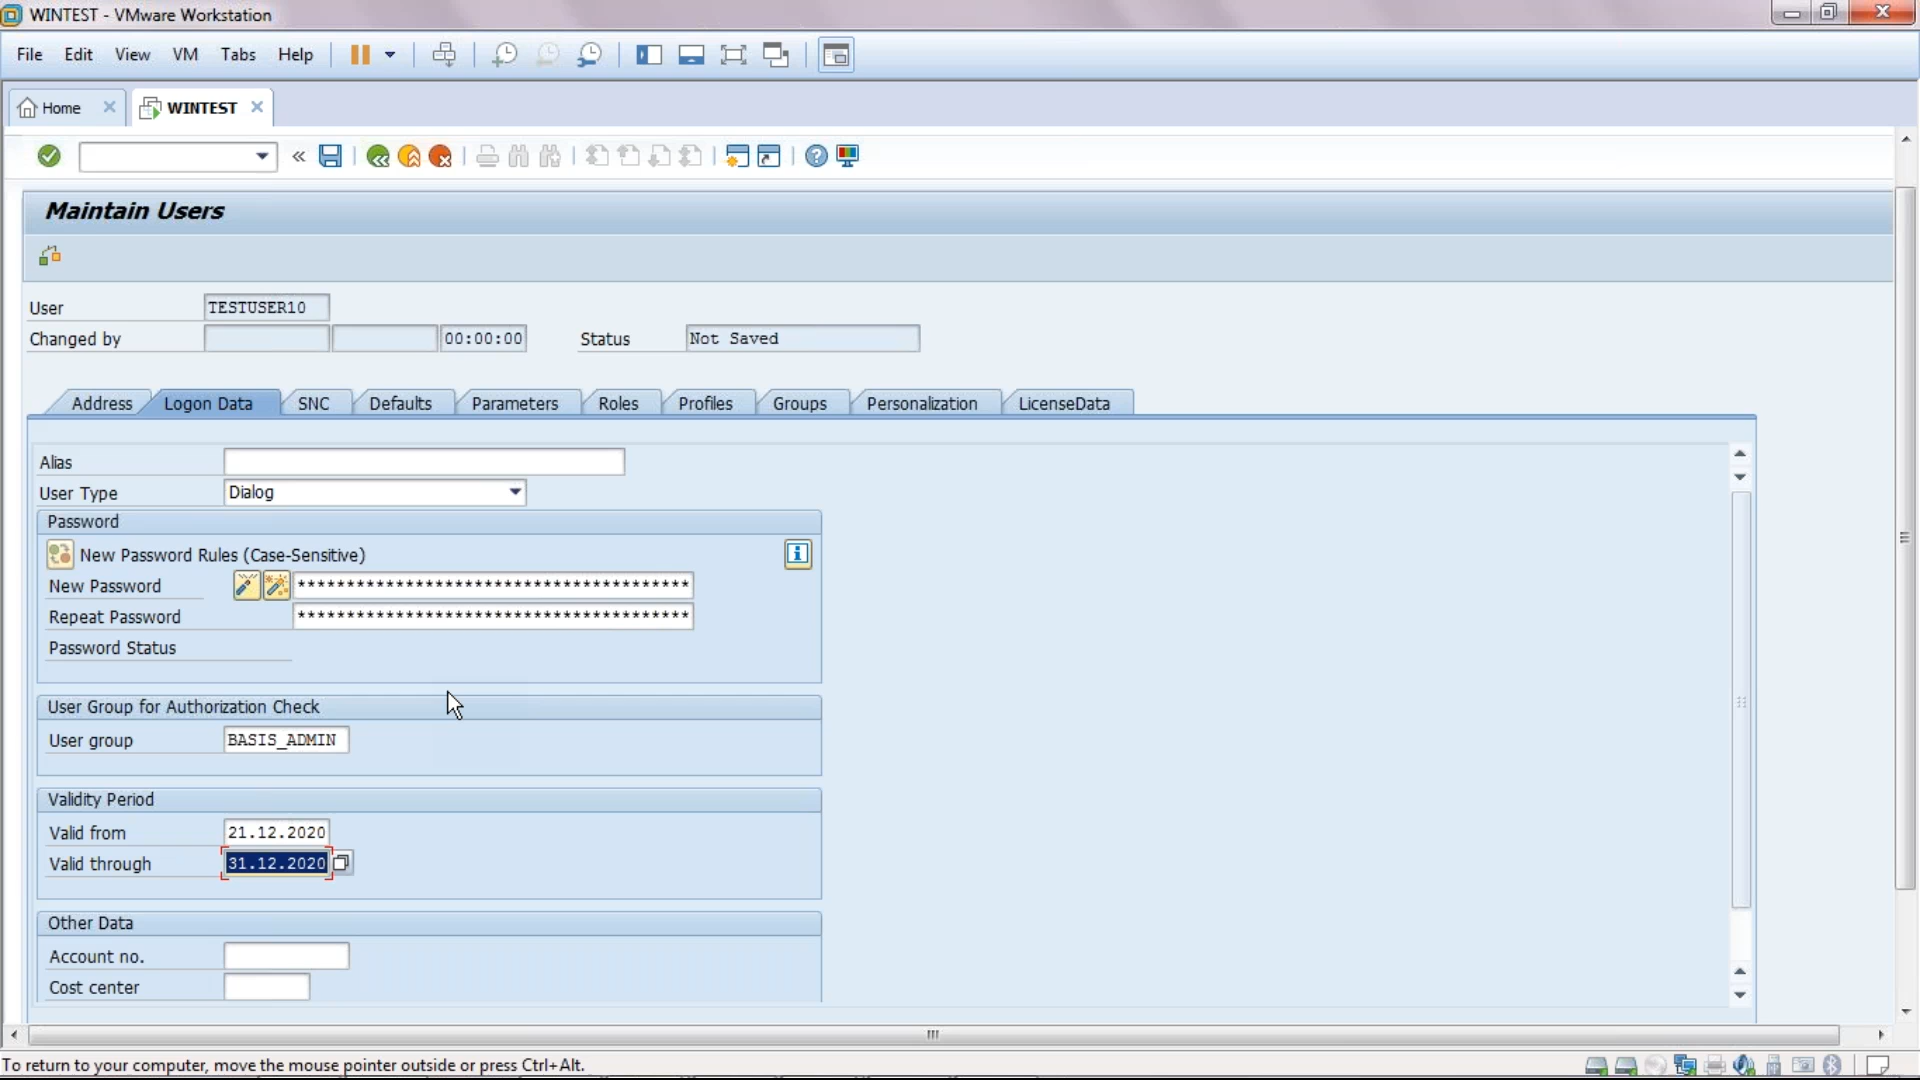 WINTEST - VMware Workstation
File Edit View VM Tabs Help
Home WINTEST
Maintain Users
User TESTUSER10
Changed by 00:00:00 Status Not Saved
Address Logon Data SNC Defaults Parameters Roles Profiles Groups Personalization LicenseData
Alias
User Type Dialog
Password
New Password Rules (Case-Sensitive)
New Password ****************************************
Repeat Password ****************************************
Password Status
User Group for Authorization Check
User group BASIS_ADMIN
Validity Period
Valid from 21.12.2020
Valid through 31.12.2020
Other Data
Account no.
Cost center
To return to your computer, move the mouse pointer outside or press Ctrl+Alt.